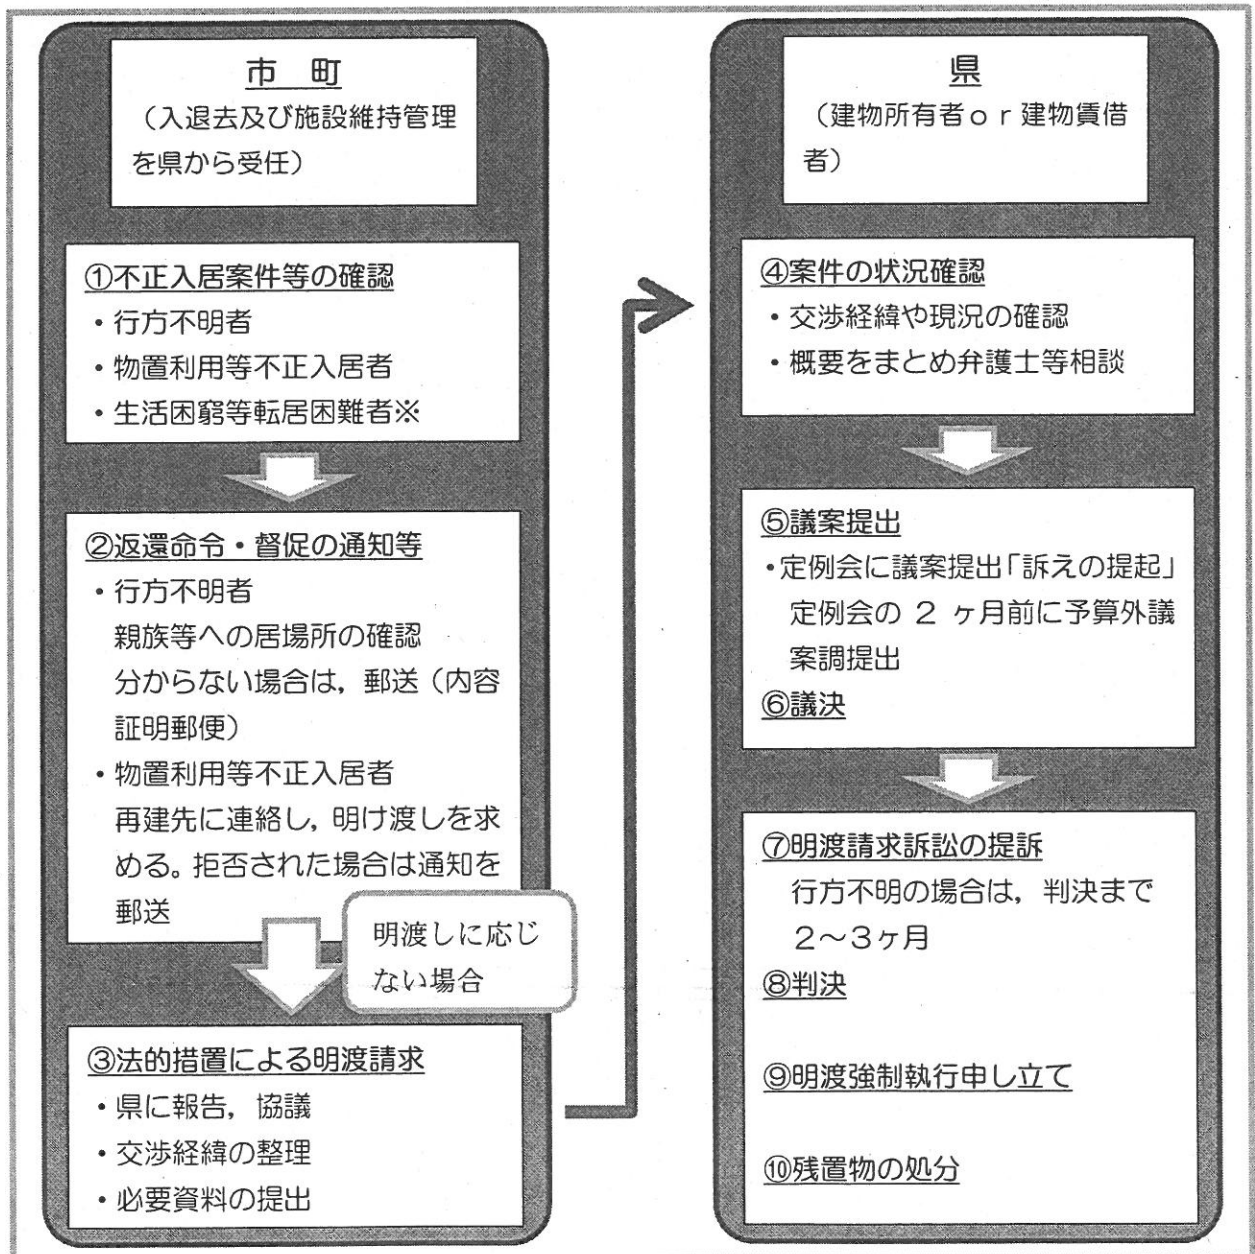 市　町
（入退去及び施設維持管理
を県から受任）
①不正入居案件等の確認
・行方不明者
・物置利用等不正入居者
・生活困窮等転居困難者※
②返還命令・督促の通知等
・行方不明者
親族等への居場所の確認
分からない場合は，郵送（内容
証明郵便）
・物置利用等不正入居者
再建先に連絡し，明け渡しを求
める。拒否された場合は通知を
郵送
明渡しに応じ
ない場合
③法的措置による明渡請求
・県に報告，協議
・交渉経緯の整理
・必要資料の提出
県
（建物所有者ｏｒ建物賃借
者）
④案件の状況確認
・交渉経緯や現況の確認
・概要をまとめ弁護士等相談
⑤議案提出
・定例会に議案提出「訴えの提起」
定例会の ２ ヶ月前に予算外議
案調提出
⑥議決
⑦明渡請求訴訟の提訴
行方不明の場合は，判決まで
２～３ヶ月
⑧判決
⑨明渡強制執行申し立て
⑩残置物の処分